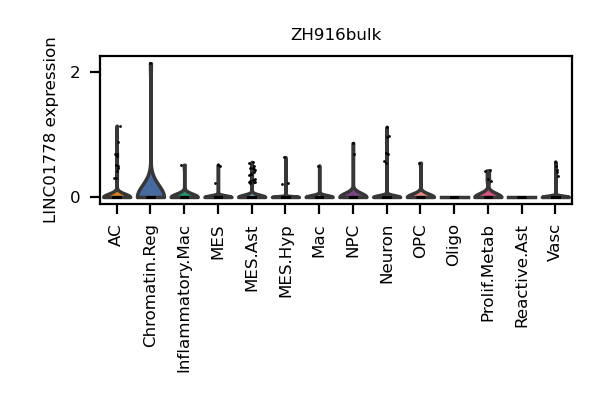 ZH916bulk
LINC01778 expression
2
0
AC
Chromatin.Reg
Inflammatory.Mac
MES
MES.Ast
MES.Hyp
Mac
NPC
Neuron
OPC
Oligo
Prolif.Metab
Reactive.Ast
Vasc